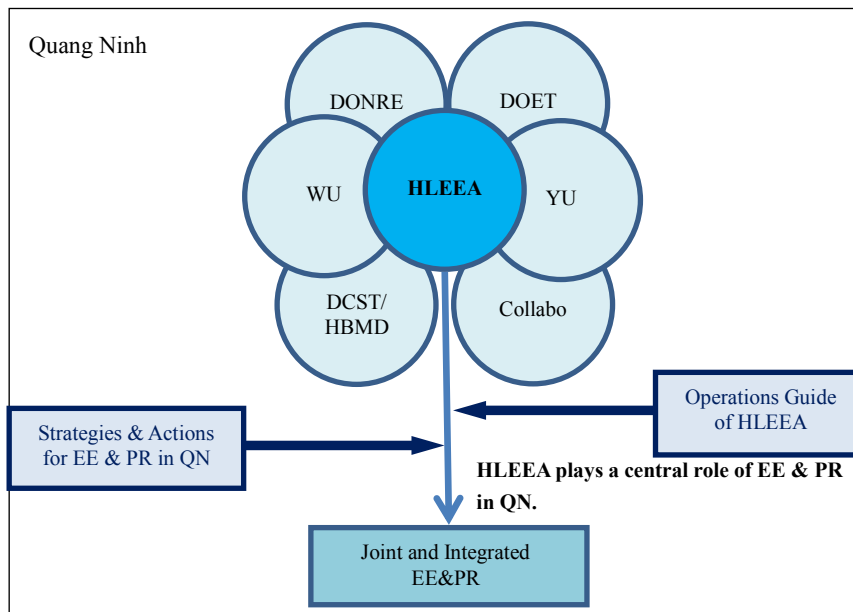 Quang Ninh
DONRE
DOET
WU
HLEEA
YU
DCST/
HBMD
Collabo
Operations Guide
of HLEEA
Strategies & Actions
for EE & PR in QN
HLEEA plays a central role of EE & PR
in QN.
Joint and Integrated
EE&PR